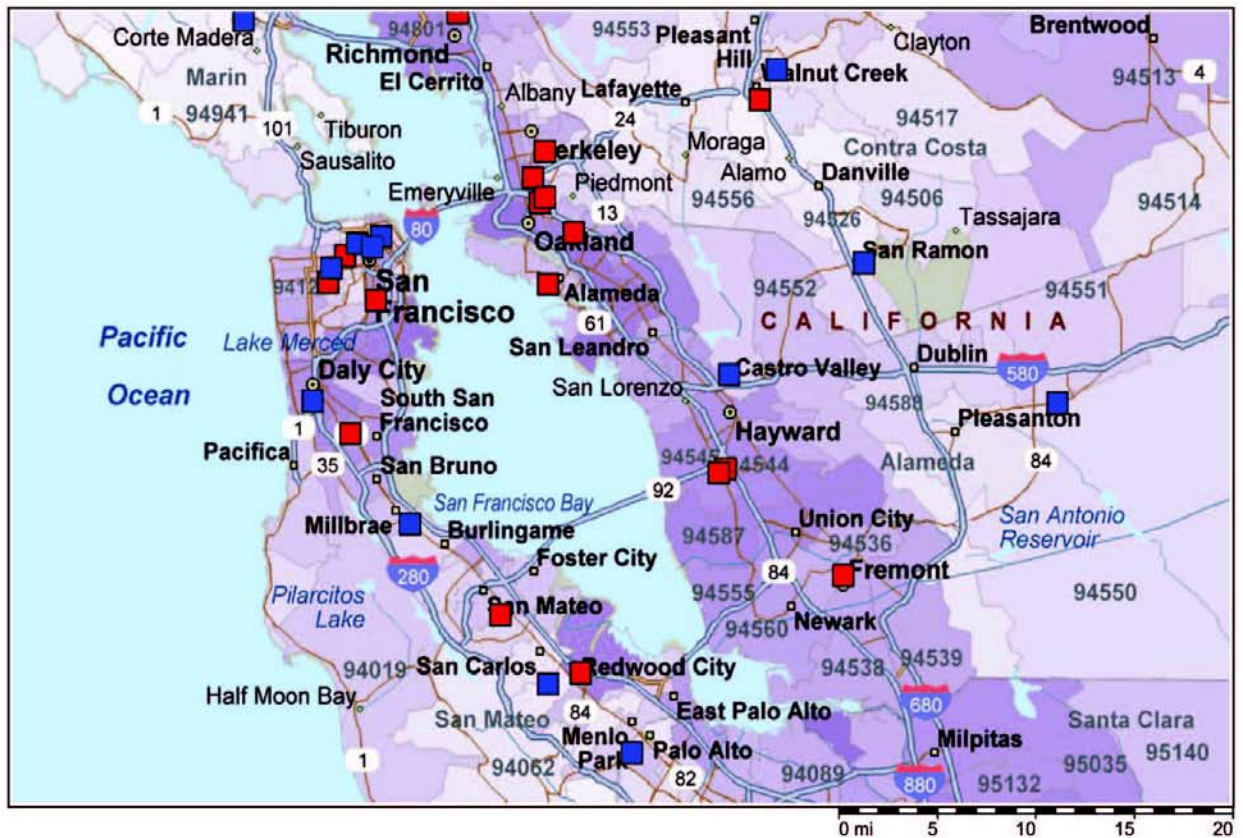 Corte Madera
94801
Richmond
El Cerrito
94553
Pleasant
Hill
Clayton
Brentwood
94513
4
Marin
94941
1
101
Tiburon
Sausalito
Albany
Lafayette
24
Walnut Creek
94517
Contra Costa
Moraga
Alamo
Danville
Emeryville
Piedmont
94556
94506
94526
94514
Tassajara
80
13
Oakland
San Ramon
San
Francisco
Alameda
61
94552
94551
CALIFORNIA
Pacific
Ocean
Lake Merced
San Leandro
Daly City
San Lorenzo
Castro Valley
Dublin
580
94588
Pleasanton
South San
Francisco
1
35
Pacifica
San Bruno
Hayward
94544
Alameda
84
92
San Francisco Bay
Millbrae
Burlingame
94587
Union City
94536
San Antonio
Reservoir
Foster City
280
84
Fremont
Pilarcitos
Lake
San Mateo
94555
94560
Newark
94550
94019
San Carlos
Redwood City
94538
94539
Half Moon Bay
San Mateo
84
East Palo Alto
680
Santa Clara
Menlo
Park
Palo Alto
Milpitas
95035
95140
1
94062
82
94089
880
95132
0 mi 5 10 15 20